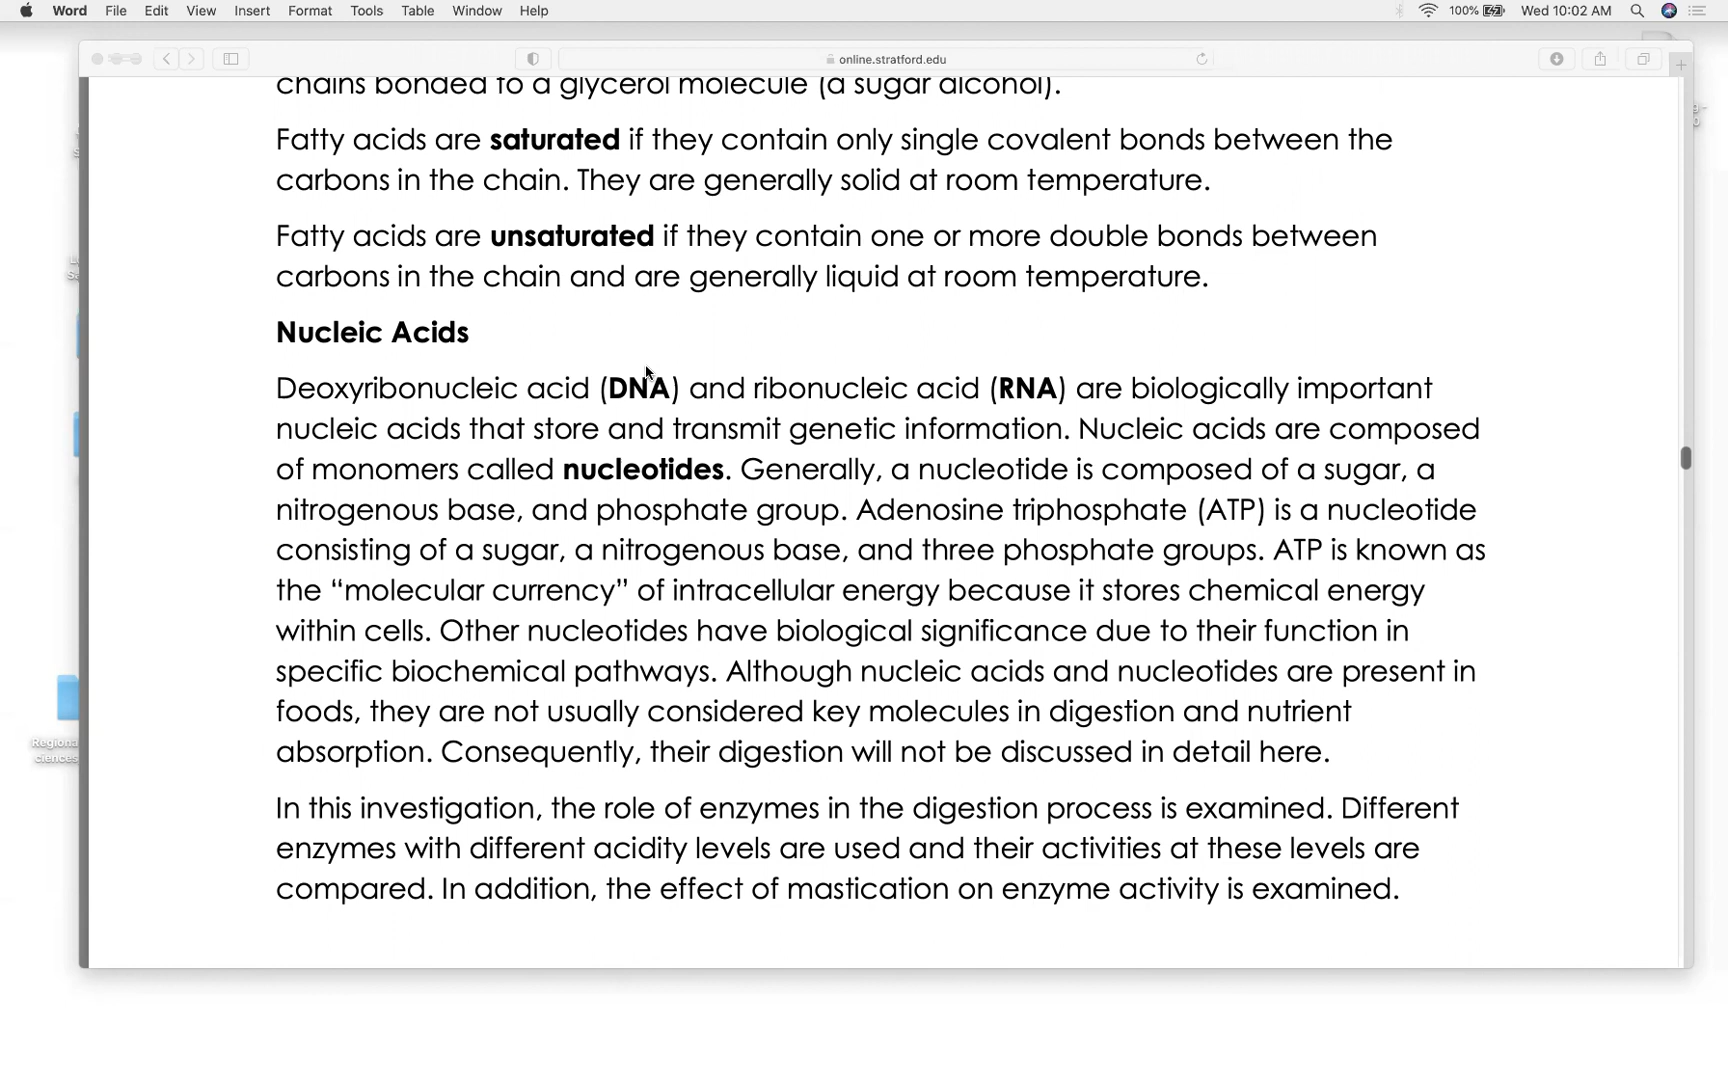 Word File Edit View Insert Format Tools Table Window Help 100% Wed 10:02 AM
online.stratford.edu
chains bonded to a glycerol molecule (a sugar alcohol).
Fatty acids are saturated if they contain only single covalent bonds between the
carbons in the chain. They are generally solid at room temperature.
Fatty acids are unsaturated if they contain one or more double bonds between
carbons in the chain and are generally liquid at room temperature.
Nucleic Acids
Deoxyribonucleic acid (DNA) and ribonucleic acid (RNA) are biologically important
nucleic acids that store and transmit genetic information. Nucleic acids are composed
of monomers called nucleotides. Generally, a nucleotide is composed of a sugar, a
nitrogenous base, and phosphate group. Adenosine triphosphate (ATP) is a nucleotide
consisting of a sugar, a nitrogenous base, and three phosphate groups. ATP is known as
the “molecular currency” of intracellular energy because it stores chemical energy
within cells. Other nucleotides have biological significance due to their function in
specific biochemical pathways. Although nucleic acids and nucleotides are present in
foods, they are not usually considered key molecules in digestion and nutrient
absorption. Consequently, their digestion will not be discussed in detail here.
In this investigation, the role of enzymes in the digestion process is examined. Different
enzymes with different acidity levels are used and their activities at these levels are
compared. In addition, the effect of mastication on enzyme activity is examined.
Regiona
ciences